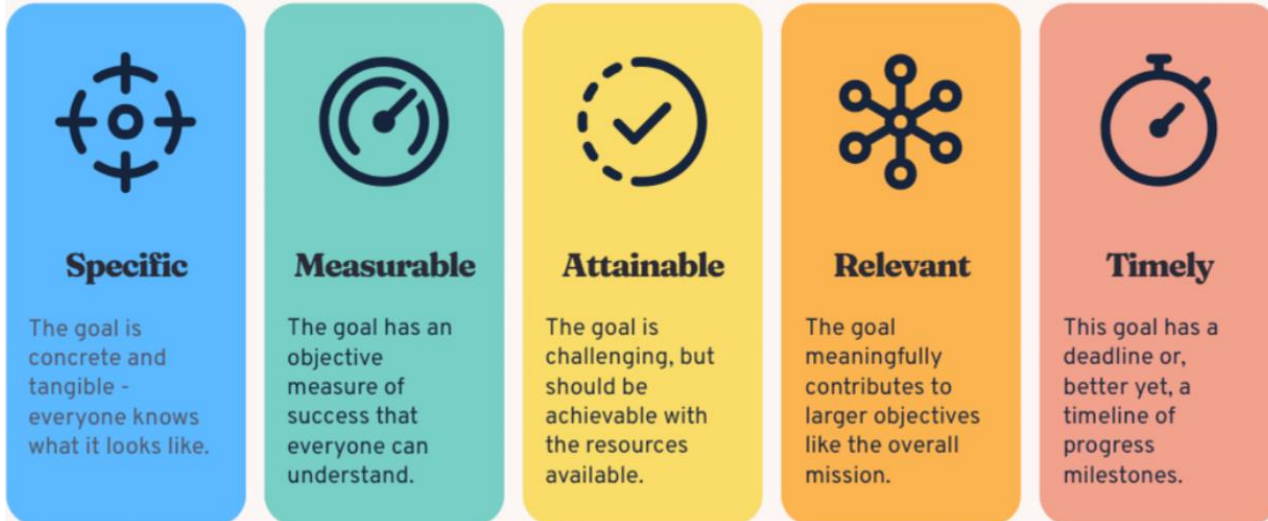 Specific
The goal is
concrete and
tangible -
everyone knows
what it looks like.
Measurable
The goal has an
objective
measure of
success that
everyone can
understand.
Attainable
The goal is
challenging, but
should be
achievable with
the resources
available.
Relevant
The goal
meaningfully
contributes to
larger objectives
like the overall
mission.
Timely
This goal has a
deadline or,
better yet, a
timeline of
progress
milestones.